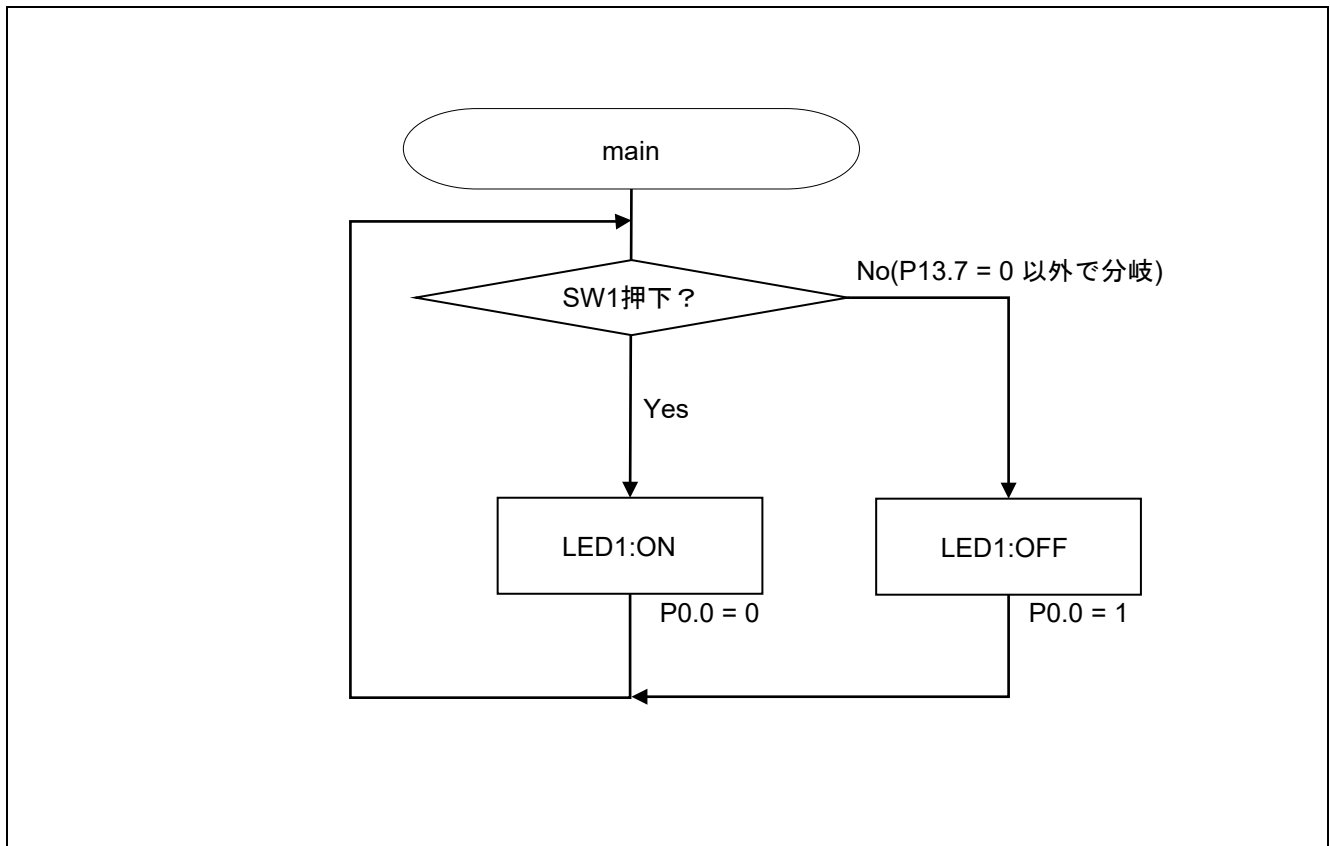 main
No(P13.7 = 0 以外で分岐)
SW1押下？
Yes
LED1:ON
LED1:OFF
P0.0 = 0
P0.0 = 1